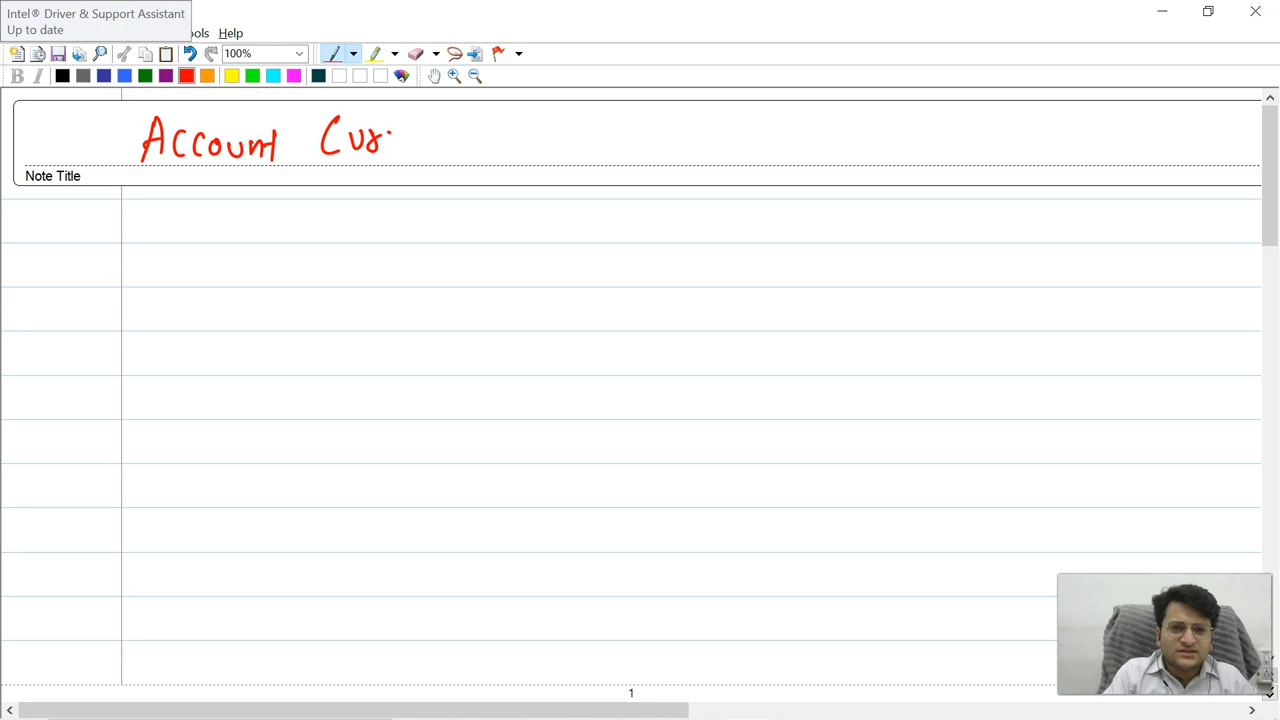 Intel® Driver & Support Assistant
Up to date
ools Help
100%
B I
Account Cur
Note Title
1